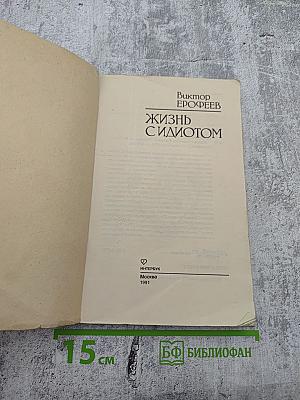 Виктор
ЕРОФЕЕВ
ЖИЗНЬ
С ИДИОТОМ
ИНТЕРБУК
Москва
1991
15 см
БФ БИБЛИОФАН